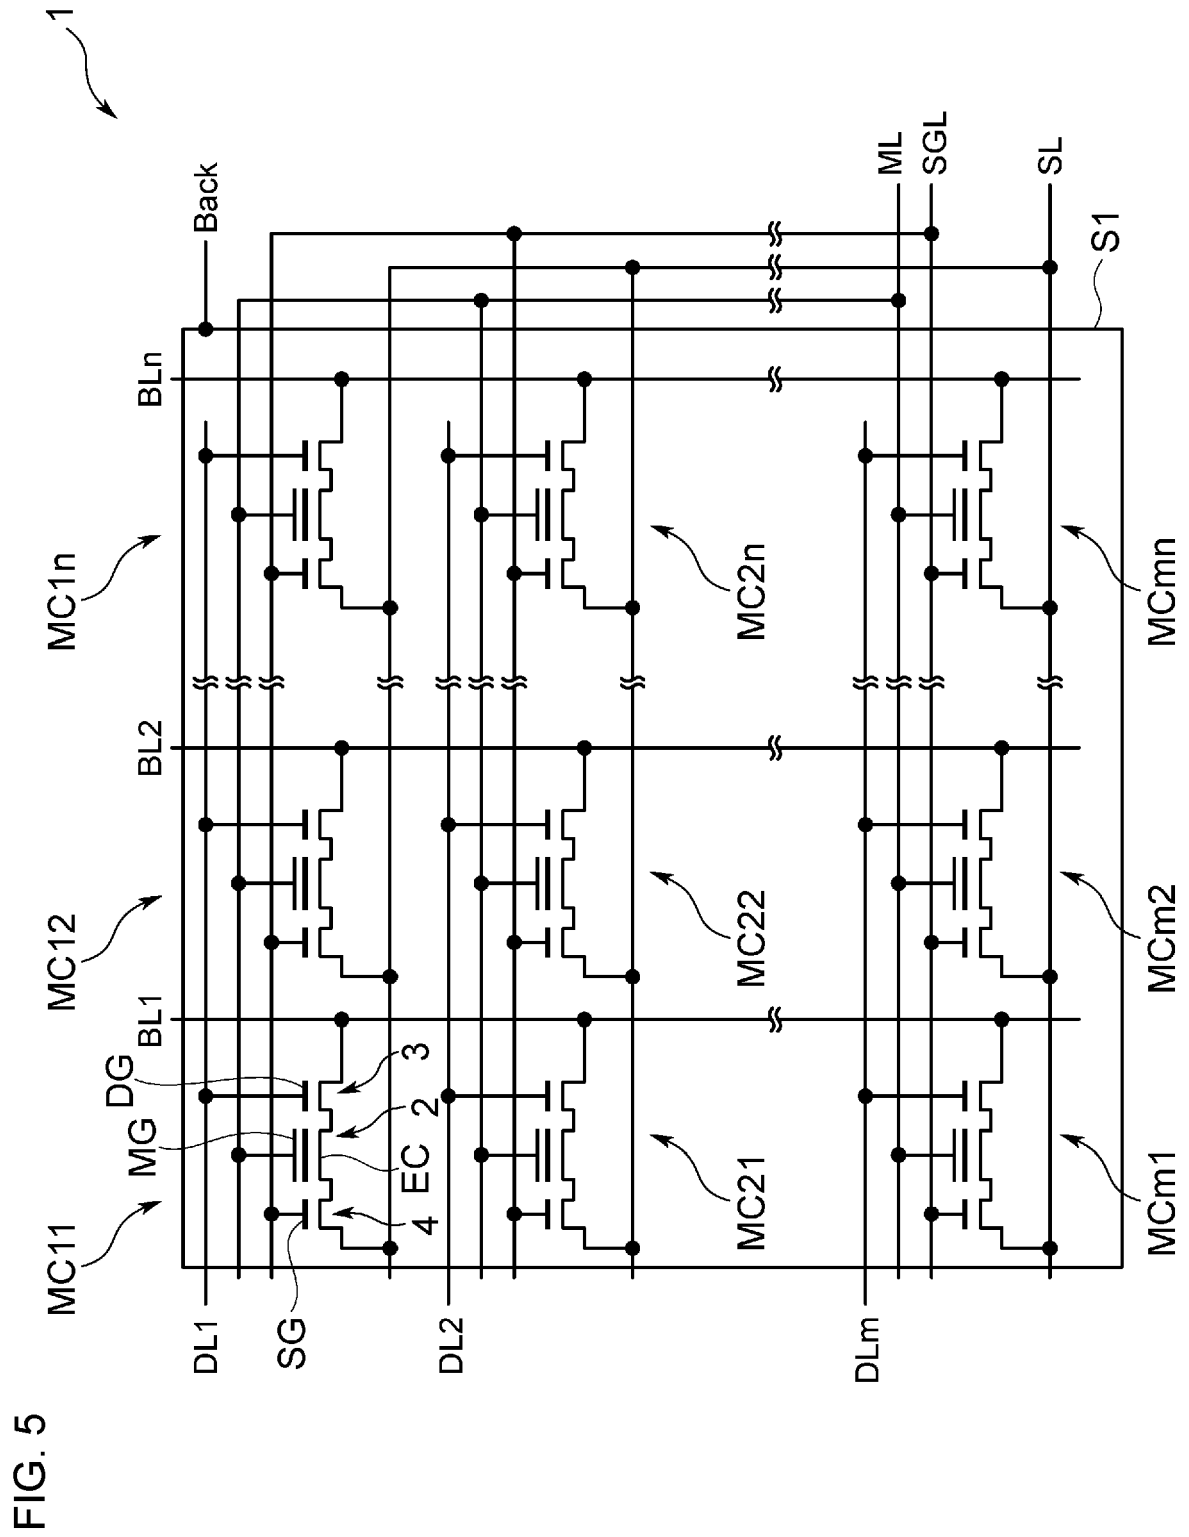 FIG. 5
1
MC11
MC12
MC1n
MG
DG
BL1
BL2
BLn
Back
DL1
SG
4
EC
2
3
DL2
MC21
MC22
MC2n
DLm
ML
SGL
SL
S1
MCm1
MCm2
MCmn